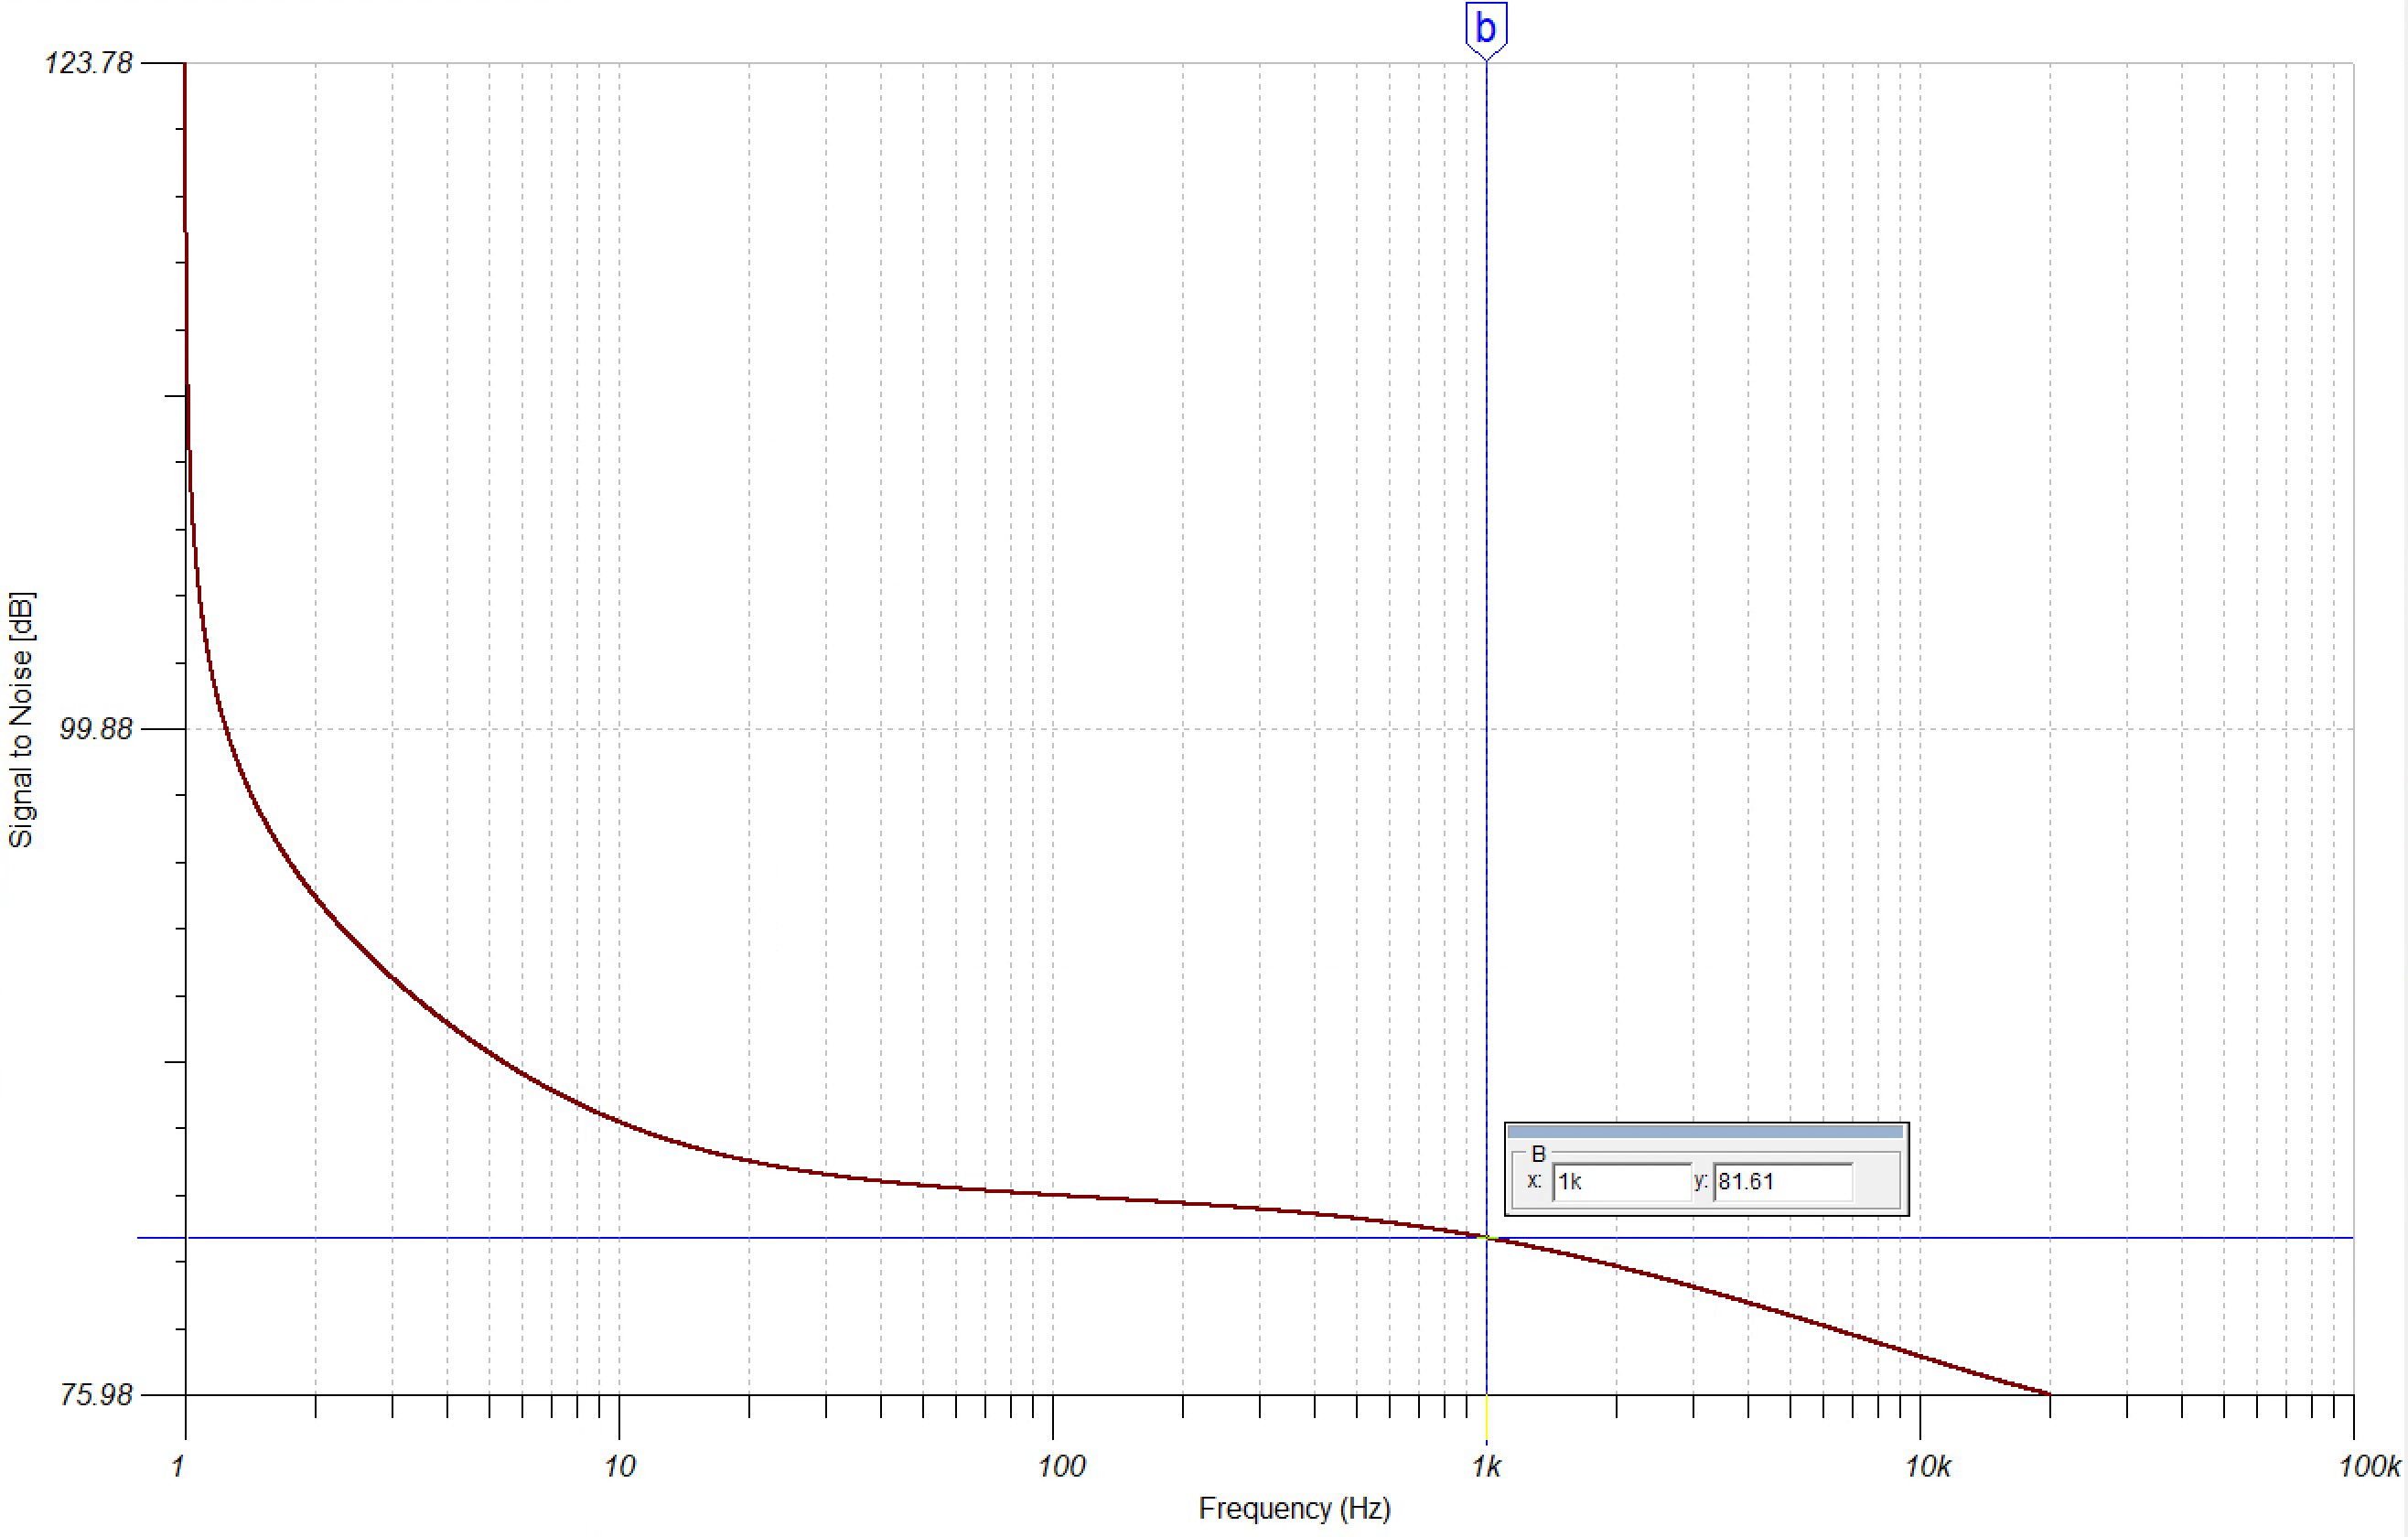 b
123.78
99.88
75.98
Signal to Noise [dB]
B
x: 1k y: 81.61
1 10 100 1k 10k 100k
Frequency (Hz)